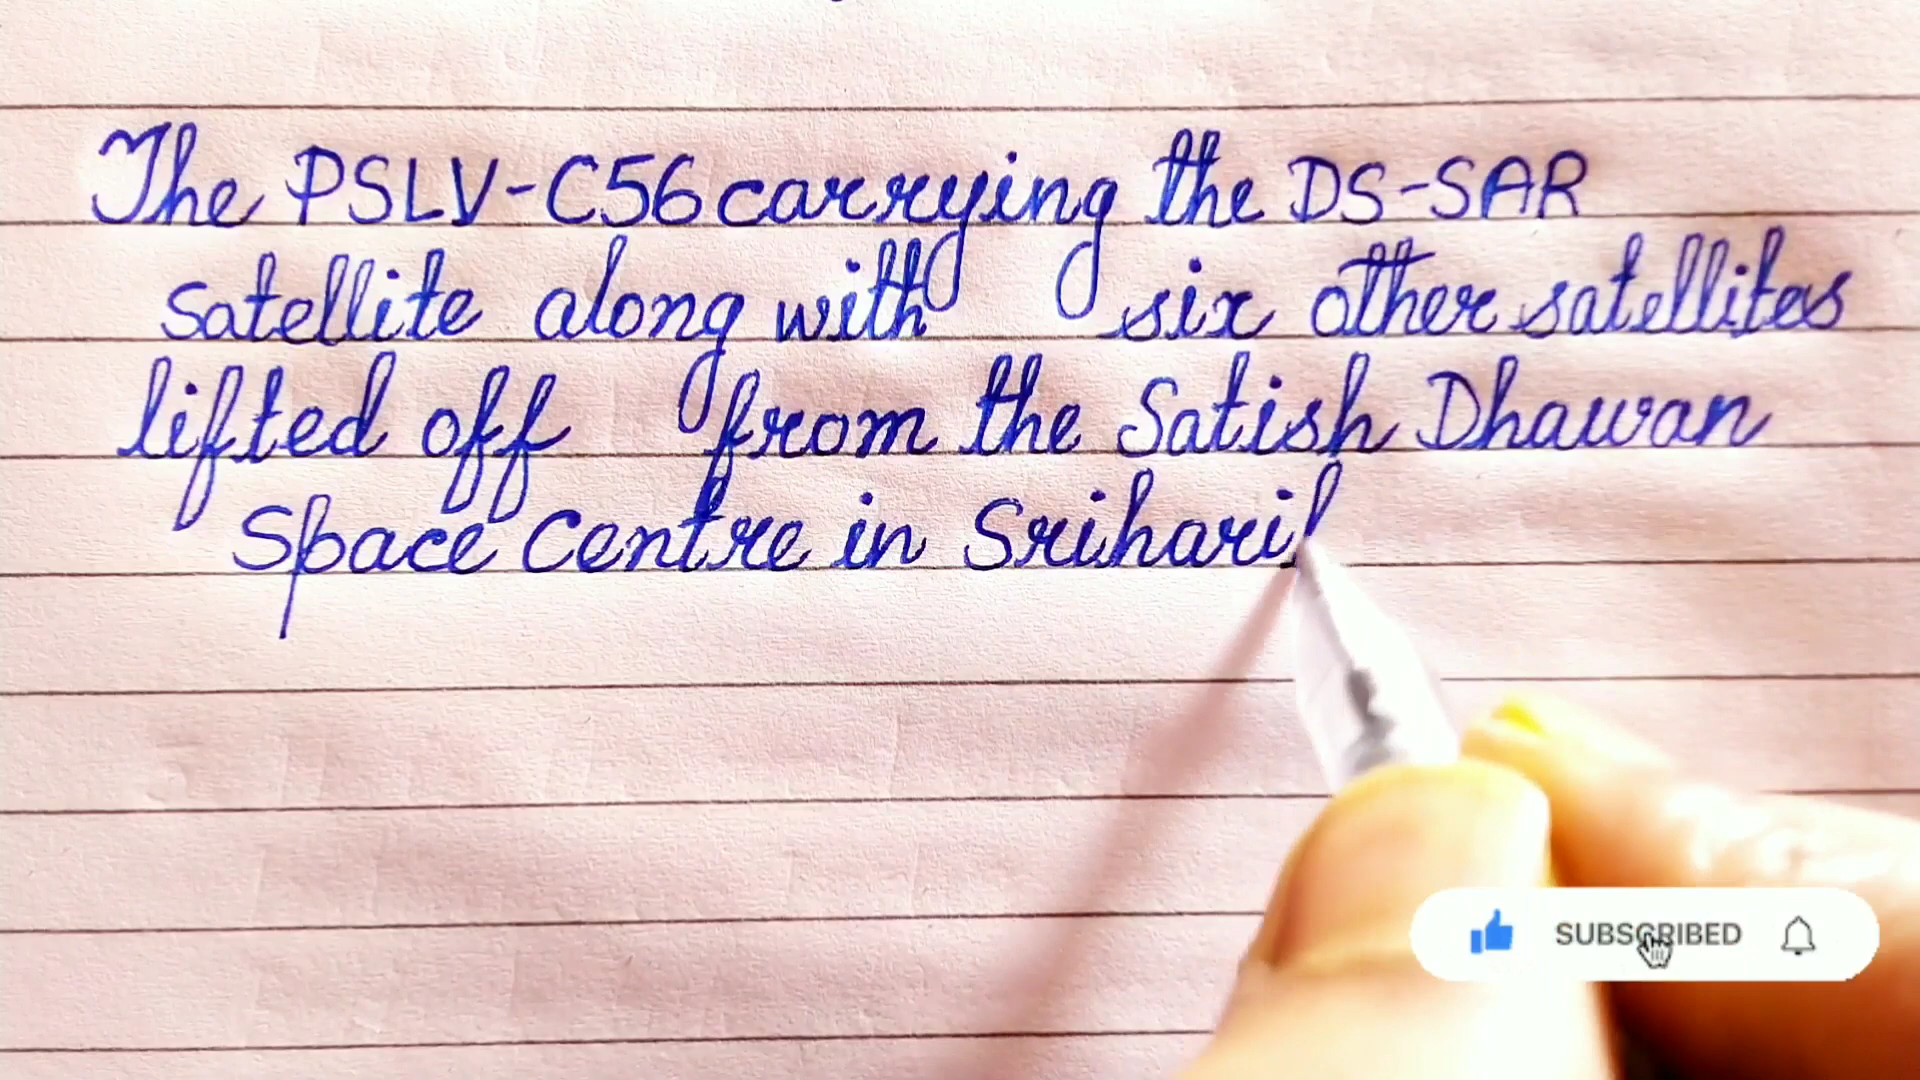 The PSLV-C56 carrying the DS-SAR
satellite along with six other satellites
lifted off from the Satish Dhawan
Space Centre in Srihari
SUBSCRIBED